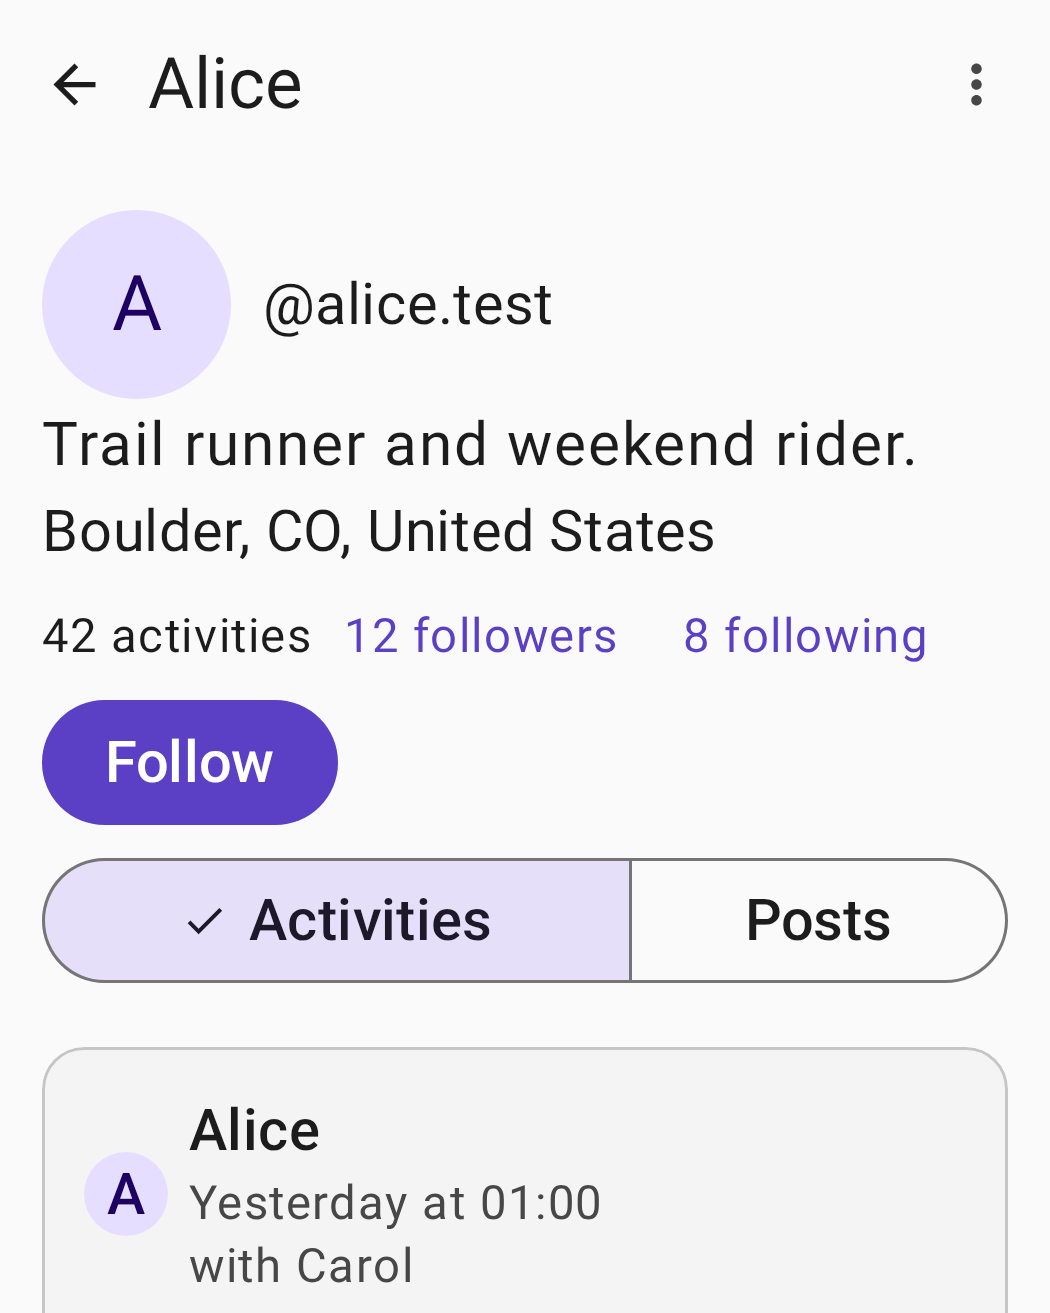 Alice
A
@alice.test
Trail runner and weekend rider.
Boulder, CO, United States
42 activities 12 followers 8 following
Follow
Activities Posts
Alice
A
Yesterday at 01:00
with Carol